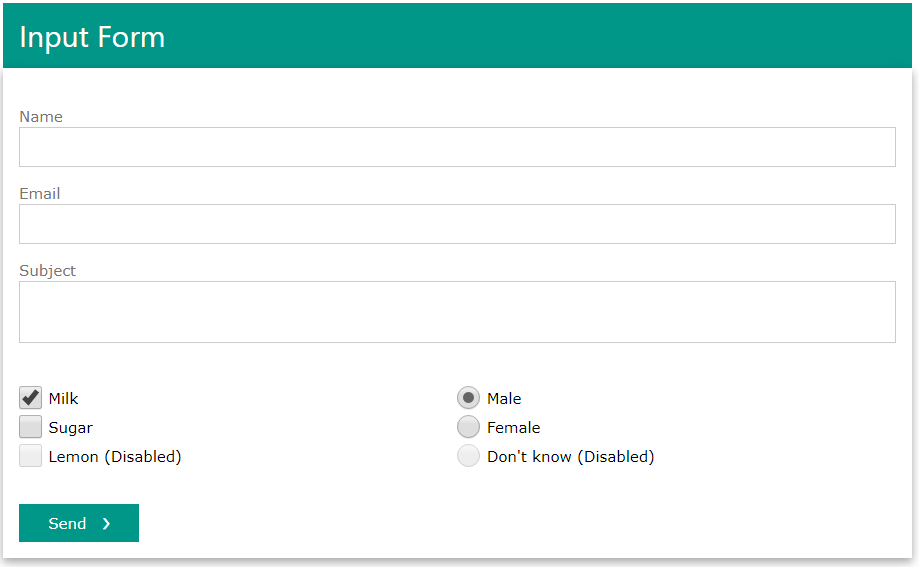 Input Form
Name
Email
Subject
Milk
Male
Sugar
Female
Lemon (Disabled)
Don't know (Disabled)
Send ❯